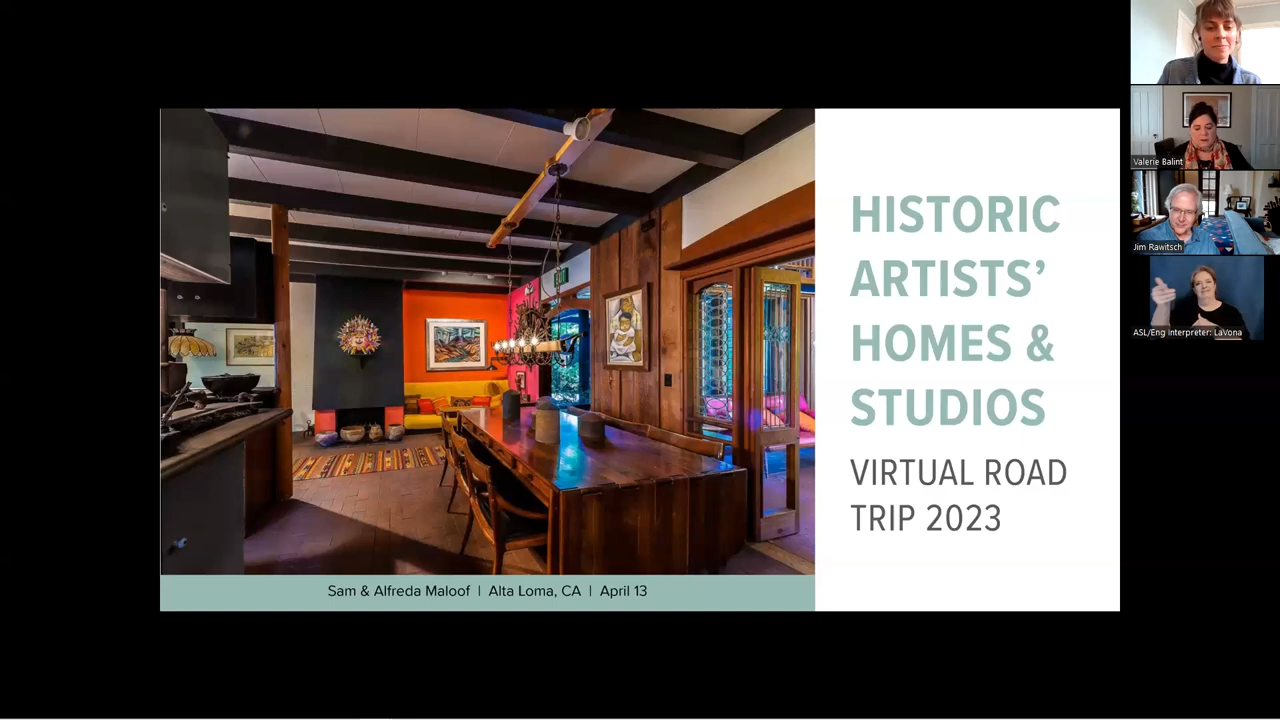 HISTORIC
ARTISTS’
HOMES &
STUDIOS
VIRTUAL ROAD
TRIP 2023
Sam & Alfreda Maloof | Alta Loma, CA | April 13
EXIT
Valerie Balint
Jim Rawitsch
ASL/Eng interpreter: LaVona